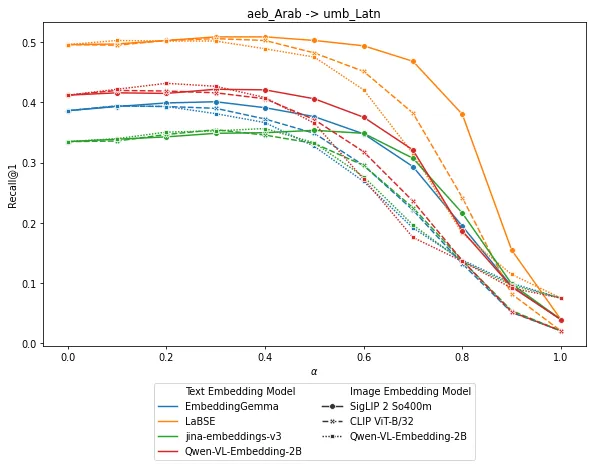 aeb_Arab -> umb_Latn
Recall@1
0.5
0.4
0.3
0.2
0.1
0.0
0.0 0.2 0.4 0.6 0.8 1.0
α
Text Embedding Model
EmbeddingGemma
LaBSE
jina-embeddings-v3
Qwen-VL-Embedding-2B
Image Embedding Model
SigLIP 2 So400m
CLIP ViT-B/32
Qwen-VL-Embedding-2B